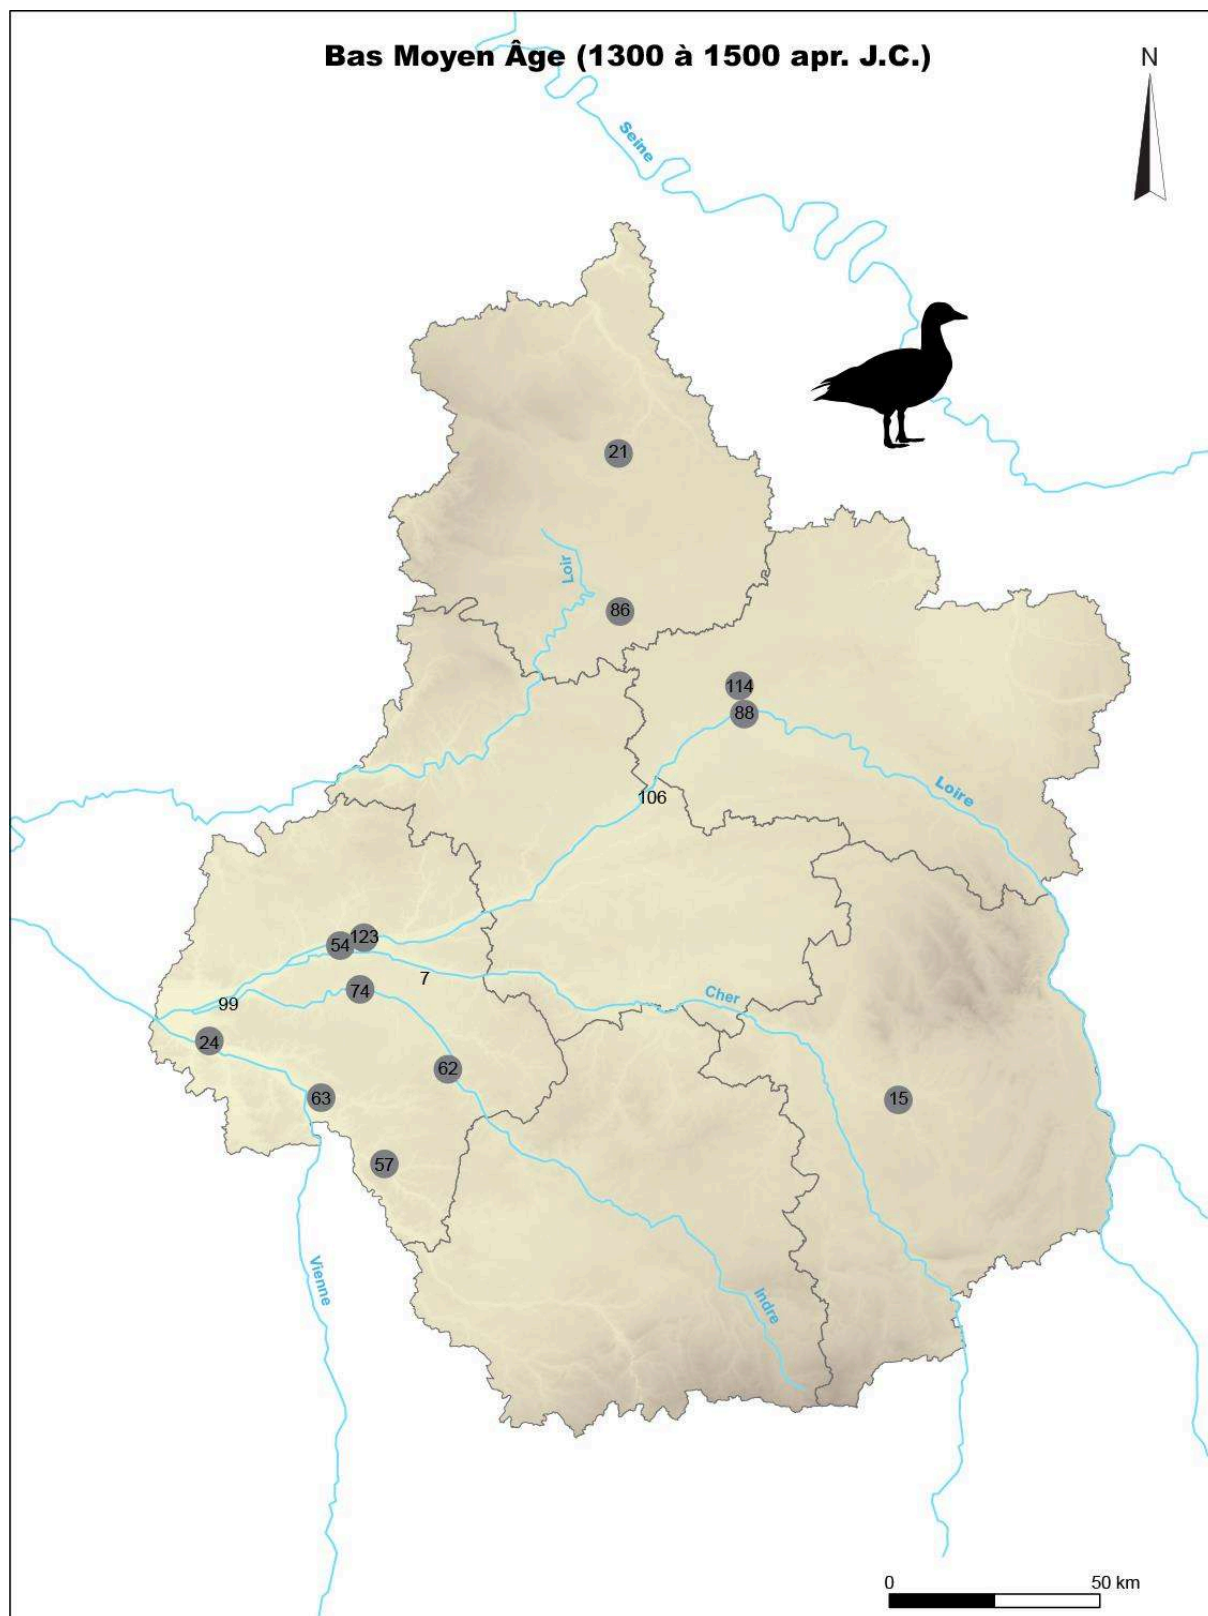 Bas Moyen Âge (1300 à 1500 apr. J.C.)
N
Seine
21
Loir
86
114
88
Loire
106
123
54
7
74
99
Cher
24
62
63
15
57
Vienne
Indre
0 50 km